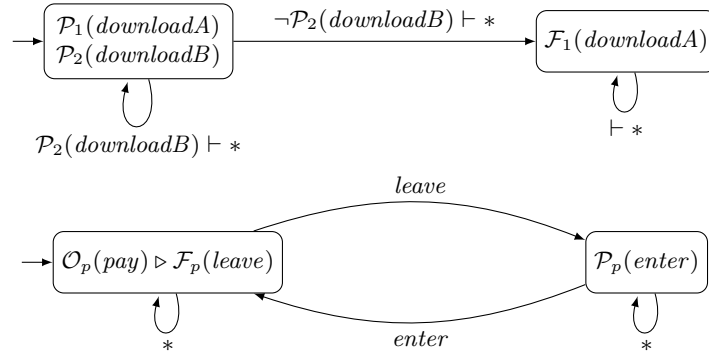 𝒫₁(downloadA)
𝒫₂(downloadB)
¬𝒫₂(downloadB) ⊢ *
ℱ₁(downloadA)
𝒫₂(downloadB) ⊢ *
⊢ *
leave
𝒪ₚ(pay) ▷ ℱₚ(leave)
𝒫ₚ(enter)
enter
*
*